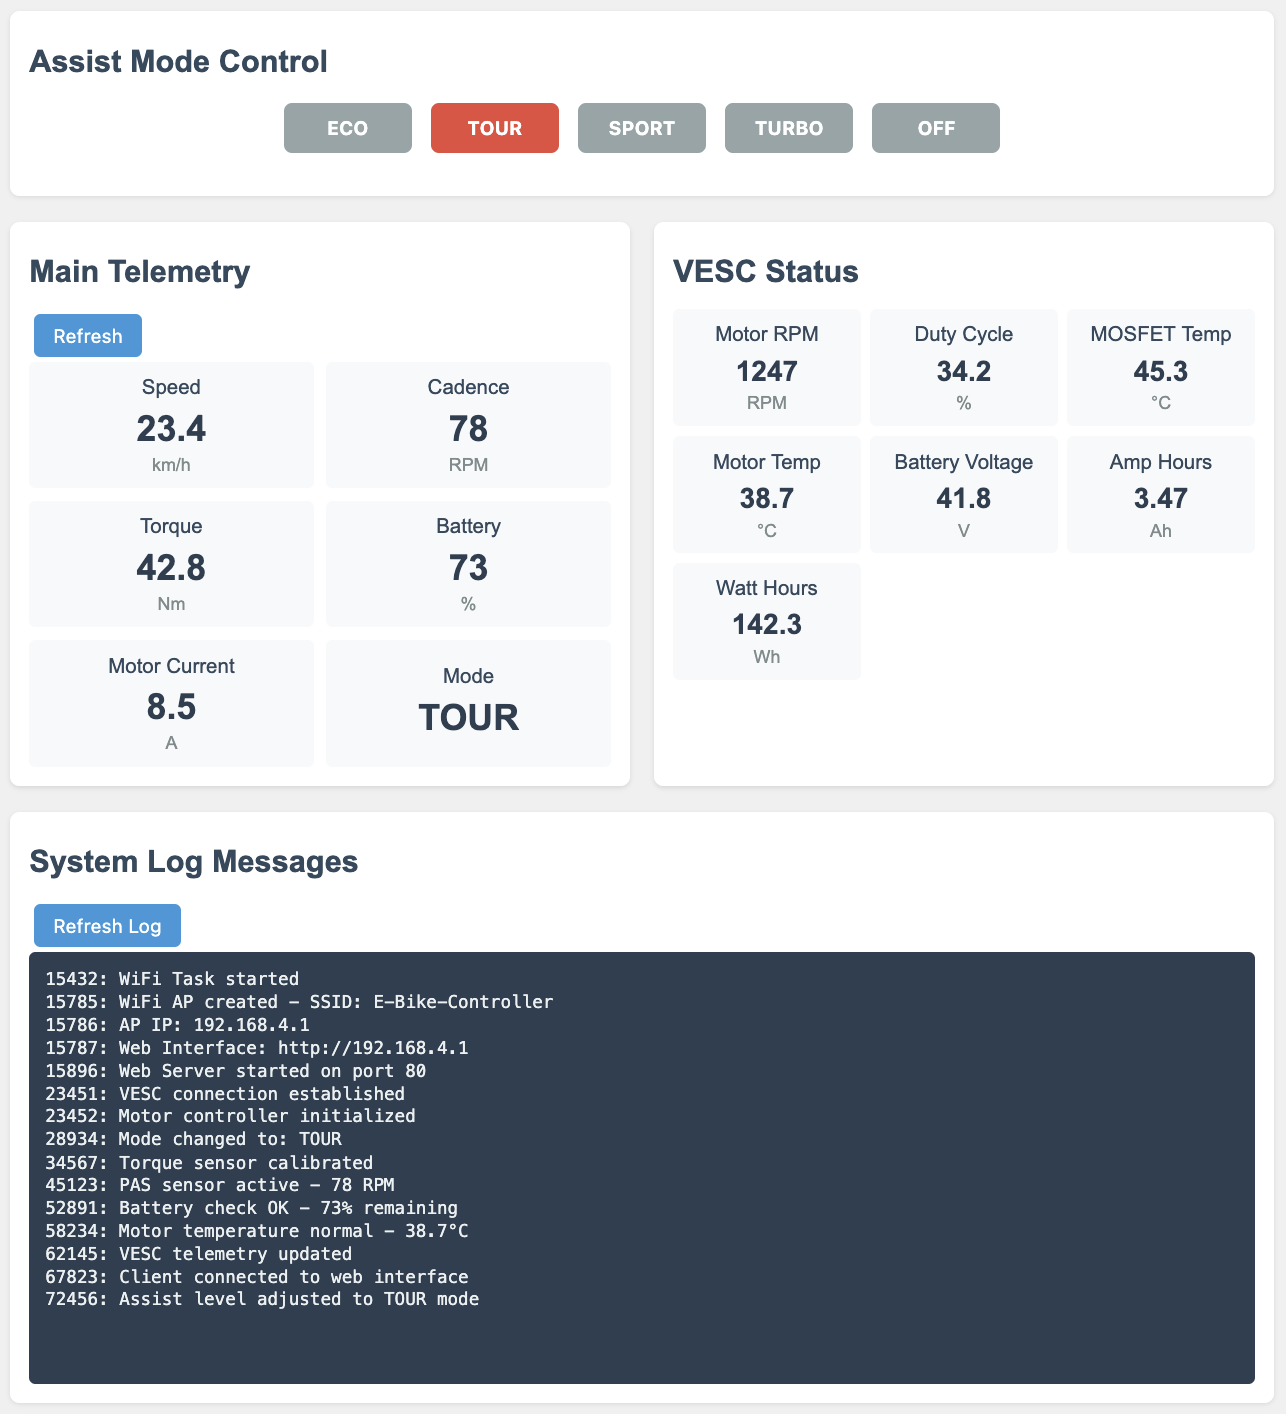 Assist Mode Control
ECO TOUR SPORT TURBO OFF
Main Telemetry
Refresh
Speed
23.4
km/h
Cadence
78
RPM
Torque
42.8
Nm
Battery
73
%
Motor Current
8.5
A
Mode
TOUR
VESC Status
Motor RPM
1247
RPM
Duty Cycle
34.2
%
MOSFET Temp
45.3
°C
Motor Temp
38.7
°C
Battery Voltage
41.8
V
Amp Hours
3.47
Ah
Watt Hours
142.3
Wh
System Log Messages
Refresh Log
15432: WiFi Task started
15785: WiFi AP created – SSID: E-Bike-Controller
15786: AP IP: 192.168.4.1
15787: Web Interface: http://192.168.4.1
15896: Web Server started on port 80
23451: VESC connection established
23452: Motor controller initialized
28934: Mode changed to: TOUR
34567: Torque sensor calibrated
45123: PAS sensor active – 78 RPM
52891: Battery check OK – 73% remaining
58234: Motor temperature normal – 38.7°C
62145: VESC telemetry updated
67823: Client connected to web interface
72456: Assist level adjusted to TOUR mode